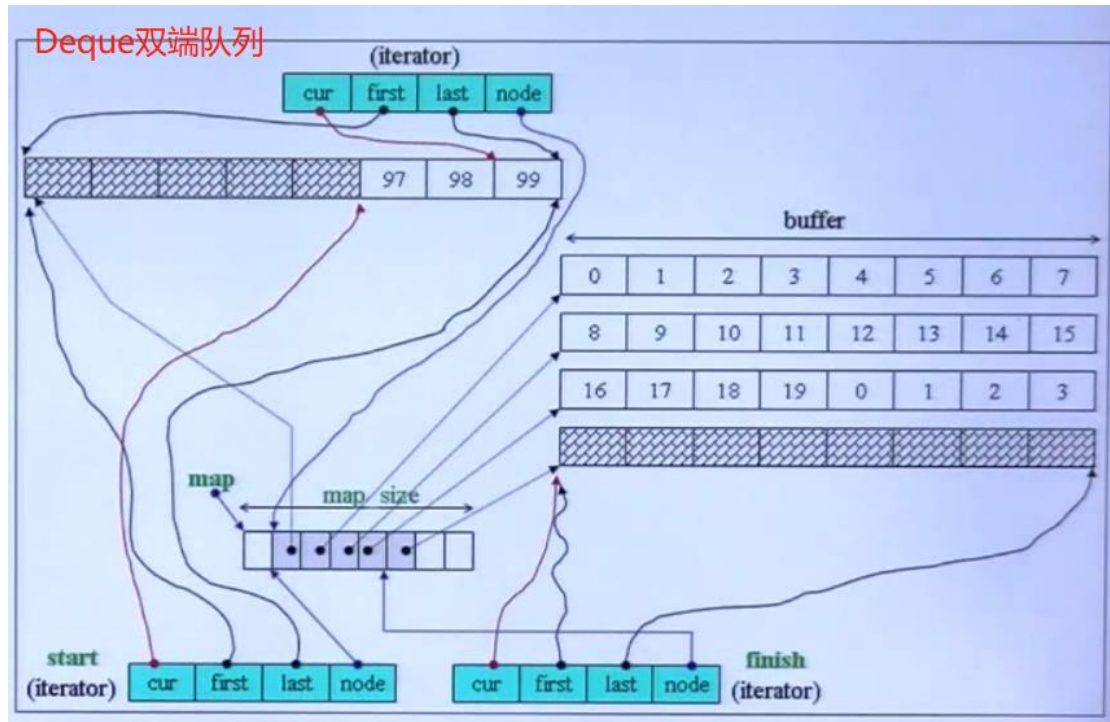 Deque双端队列
(iterator)
cur first last node
97 98 99
buffer
0 1 2 3 4 5 6 7
8 9 10 11 12 13 14 15
16 17 18 19 0 1 2 3
map
map size
start
(iterator)
cur first last node
cur first last node
finish
(iterator)